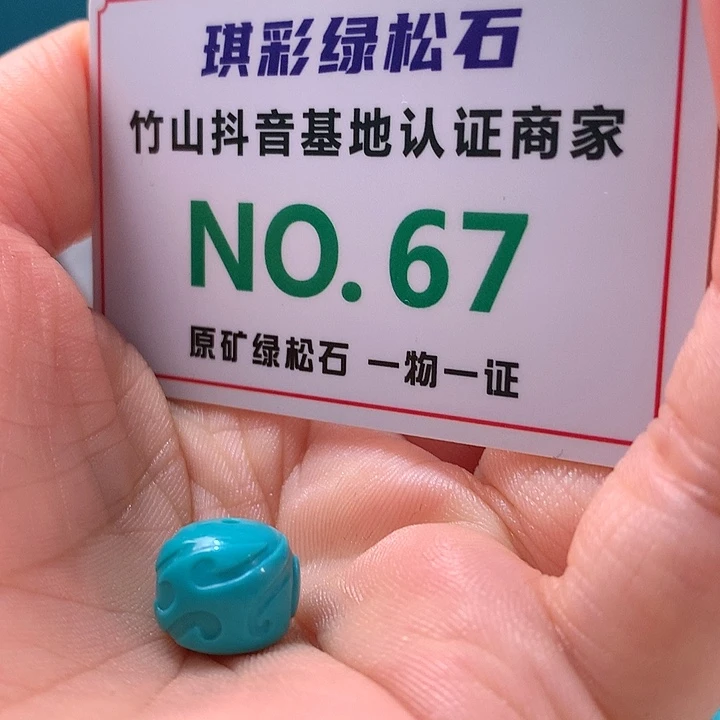 琪彩绿松石
竹山抖音基地认证商家
NO.67
原矿绿松石 一物一证